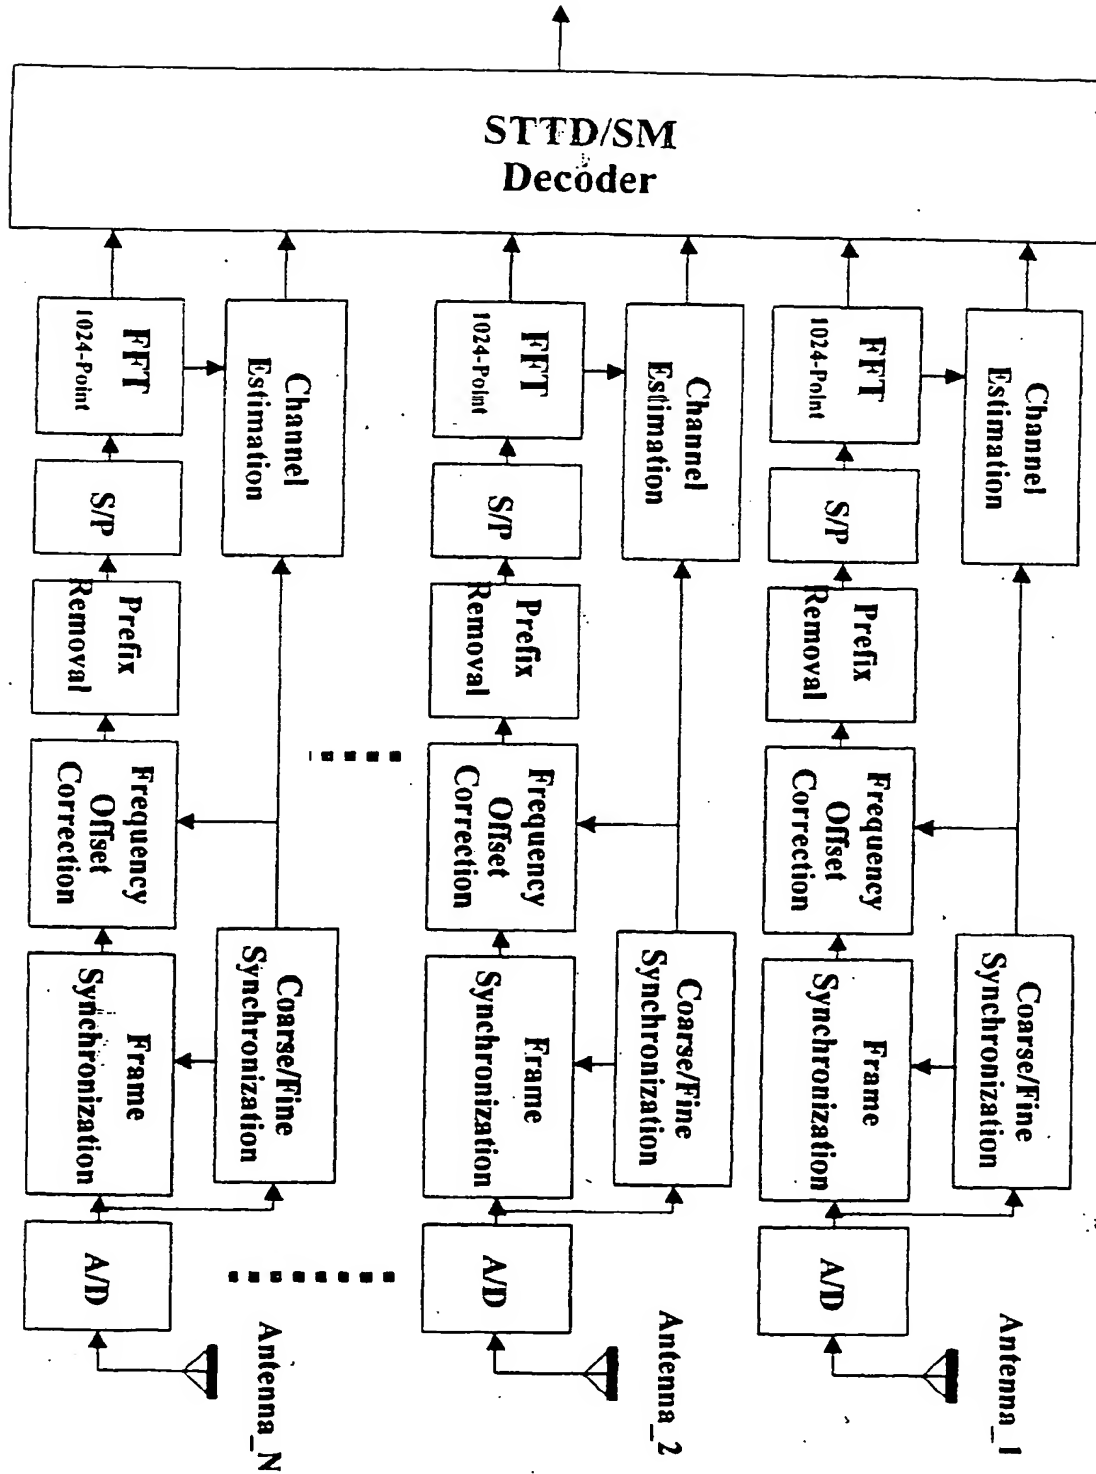 STTD/SM
Decoder
Antenna_1
A/D
Coarse/Fine
Synchronization
Frame
Synchronization
Frequency
Offset
Correction
Prefix
Removal
S/P
FFT
1024-Point
Channel
Estimation
Antenna_2
A/D
Coarse/Fine
Synchronization
Frame
Synchronization
Frequency
Offset
Correction
Prefix
Removal
S/P
FFT
1024-Point
Channel
Estimation
Antenna_N
A/D
Coarse/Fine
Synchronization
Frame
Synchronization
Frequency
Offset
Correction
Prefix
Removal
S/P
FFT
1024-Point
Channel
Estimation